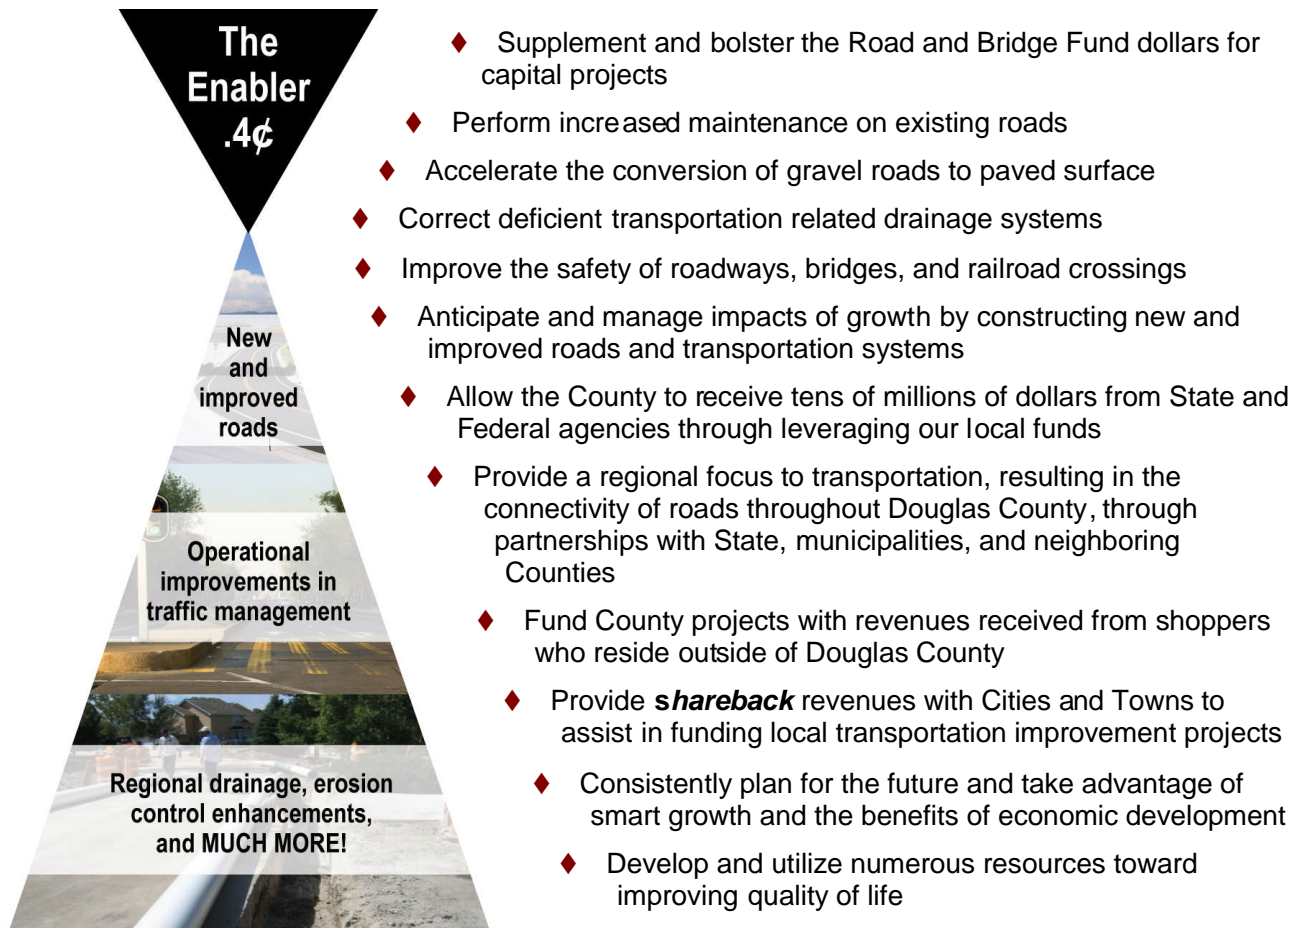 The
Enabler
.4¢
New
and
improved
roads
Operational
improvements in
traffic management
Regional drainage, erosion
control enhancements,
and MUCH MORE!
♦ Supplement and bolster the Road and Bridge Fund dollars for
capital projects
♦ Perform increased maintenance on existing roads
♦ Accelerate the conversion of gravel roads to paved surface
♦ Correct deficient transportation related drainage systems
♦ Improve the safety of roadways, bridges, and railroad crossings
♦ Anticipate and manage impacts of growth by constructing new and
improved roads and transportation systems
♦ Allow the County to receive tens of millions of dollars from State and
Federal agencies through leveraging our local funds
♦ Provide a regional focus to transportation, resulting in the
connectivity of roads throughout Douglas County, through
partnerships with State, municipalities, and neighboring
Counties
♦ Fund County projects with revenues received from shoppers
who reside outside of Douglas County
♦ Provide shareback revenues with Cities and Towns to
assist in funding local transportation improvement projects
♦ Consistently plan for the future and take advantage of
smart growth and the benefits of economic development
♦ Develop and utilize numerous resources toward
improving quality of life